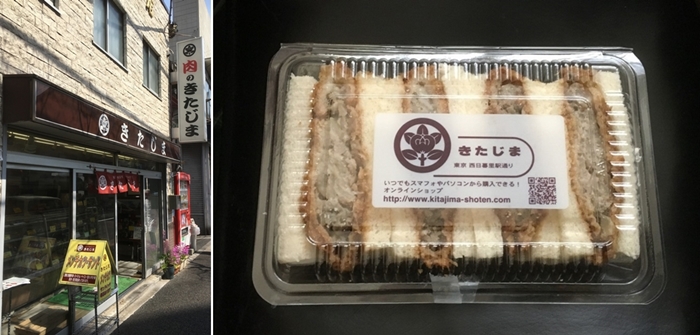 肉のきたじま
きたじま
きたじま
東京 西日暮里駅通り
いつでもスマフォやパソコンから購入できる！
オンラインショップ
http://www.kitajima-shoten.com